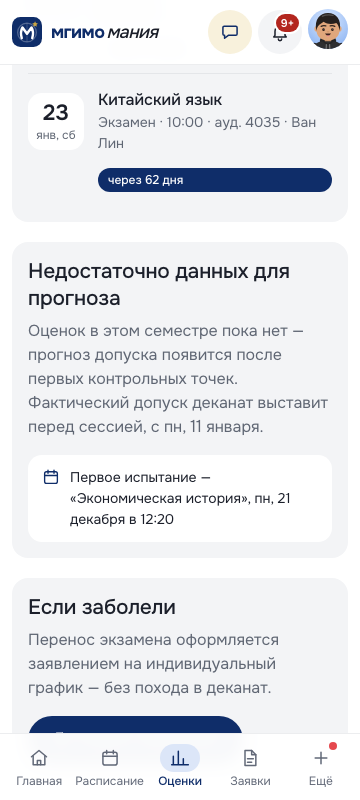 мгимо мания
9+
23
янв, сб
Китайский язык
Экзамен · 10:00 · ауд. 4035 · Ван
Лин
через 62 дня
Недостаточно данных для
прогноза
Оценок в этом семестре пока нет —
прогноз допуска появится после
первых контрольных точек.
Фактический допуск деканат выставит
перед сессией, с пн, 11 января.
Первое испытание —
«Экономическая история», пн, 21
декабря в 12:20
Если заболели
Перенос экзамена оформляется
заявлением на индивидуальный
график — без похода в деканат.
Главная
Расписание
Оценки
Заявки
Ещё